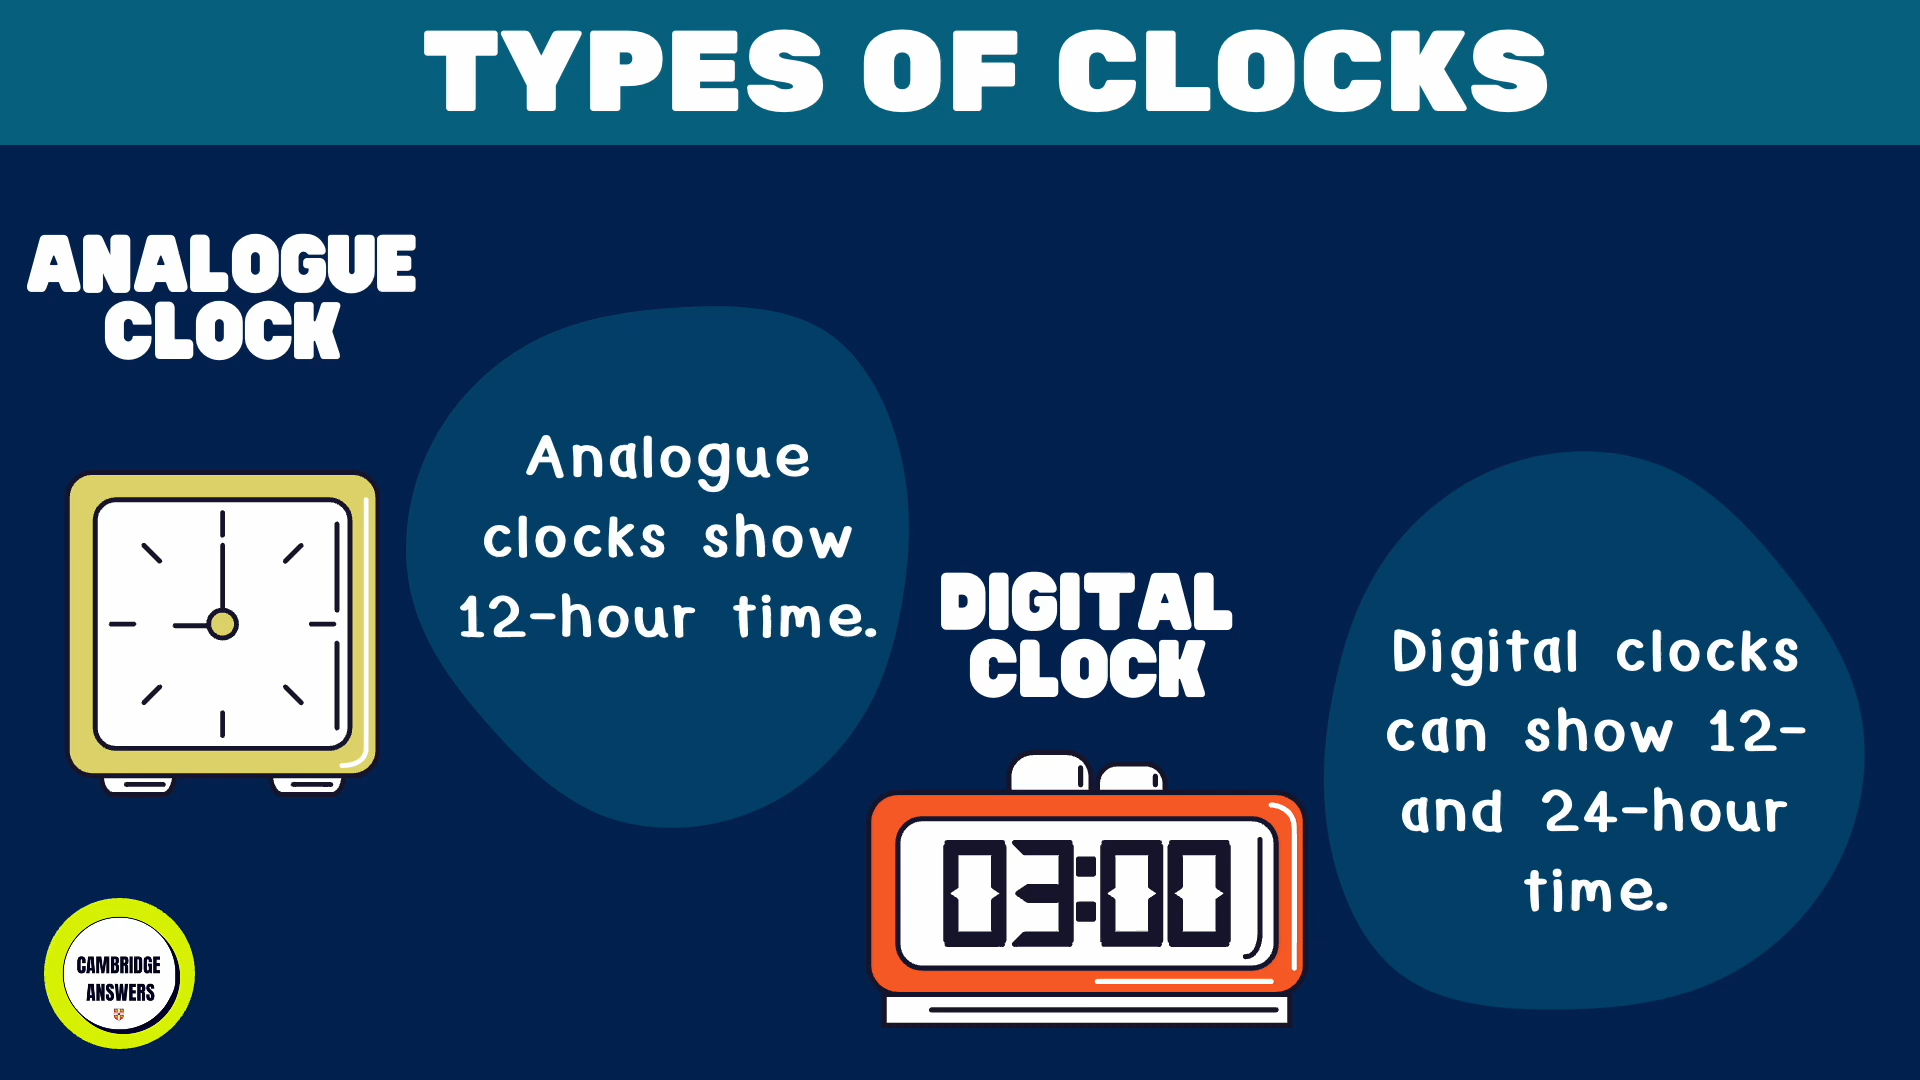 TYPES OF CLOCKS
ANALOGUE
CLOCK
Analogue
clocks show
12-hour time.
DIGITAL
CLOCK
03:00
Digital clocks
can show 12-
and 24-hour
time.
CAMBRIDGE
ANSWERS